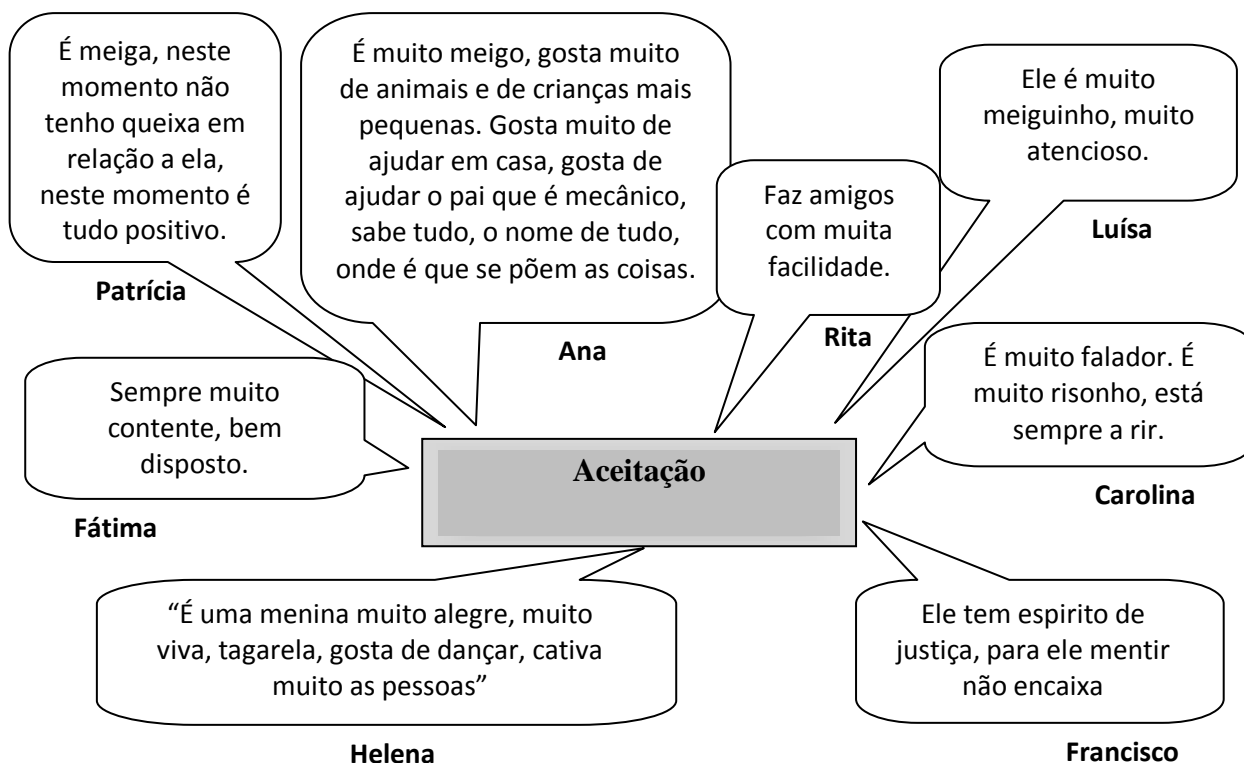 É meiga, neste
momento não
tenho queixa em
relação a ela,
neste momento é
tudo positivo.
Patrícia
É muito meigo, gosta muito
de animais e de crianças mais
pequenas. Gosta muito de
ajudar em casa, gosta de
ajudar o pai que é mecânico,
sabe tudo, o nome de tudo,
onde é que se põem as coisas.
Ana
Faz amigos
com muita
facilidade.
Rita
Ele é muito
meiguinho, muito
atencioso.
Luísa
Sempre muito
contente, bem
disposto.
Fátima
Aceitação
É muito falador. É
muito risonho, está
sempre a rir.
Carolina
“É uma menina muito alegre, muito
viva, tagarela, gosta de dançar, cativa
muito as pessoas”
Helena
Ele tem espirito de
justiça, para ele mentir
não encaixa
Francisco